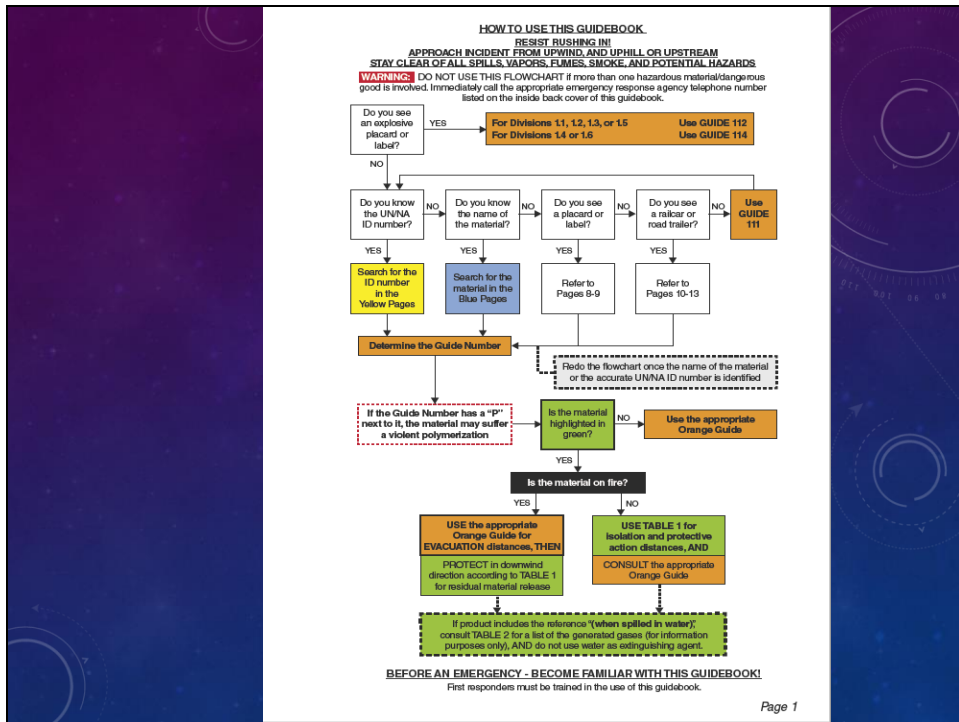 HOW TO USE THIS GUIDEBOOK
RESIST RUSHING IN!
APPROACH INCIDENT FROM UPWIND, AND UPHILL OR UPSTREAM
STAY CLEAR OF ALL SPILLS, VAPORS, FUMES, SMOKE, AND POTENTIAL HAZARDS
WARNING: DO NOT USE THIS FLOWCHART if more than one hazardous material/dangerous
good is involved. Immediately call the appropriate emergency response agency telephone number
listed on the inside back cover of this guidebook.
Do you see
an explosive
placard or
label?
YES
For Divisions 1.1, 1.2, 1.3, or 1.5 Use GUIDE 112
For Divisions 1.4 or 1.6 Use GUIDE 114
NO
Do you know
the UN/NA
ID number?
NO
Do you know
the name of
the material?
NO
Do you see
a placard or
label?
NO
Do you see
a railcar or
road trailer?
NO
Use
GUIDE
111
YES
YES
YES
YES
Search for the
ID number
in the
Yellow Pages
Search for the
material in the
Blue Pages
Refer to
Pages 8-9
Refer to
Pages 10-13
Determine the Guide Number
Redo the flowchart once the name of the material
or the accurate UN/NA ID number is identified
If the Guide Number has a “P”
next to it, the material may suffer
a violent polymerization
Is the material
highlighted in
green?
NO
Use the appropriate
Orange Guide
YES
Is the material on fire?
YES
NO
USE the appropriate
Orange Guide for
EVACUATION distances, THEN
PROTECT in downwind
direction according to TABLE 1
for residual material release
USE TABLE 1 for
isolation and protective
action distances, AND
CONSULT the appropriate
Orange Guide
If product includes the reference “(when spilled in water)”,
consult TABLE 2 for a list of the generated gases (for information
purposes only), AND do not use water as extinguishing agent.
BEFORE AN EMERGENCY - BECOME FAMILIAR WITH THIS GUIDEBOOK!
First responders must be trained in the use of this guidebook.
Page 1